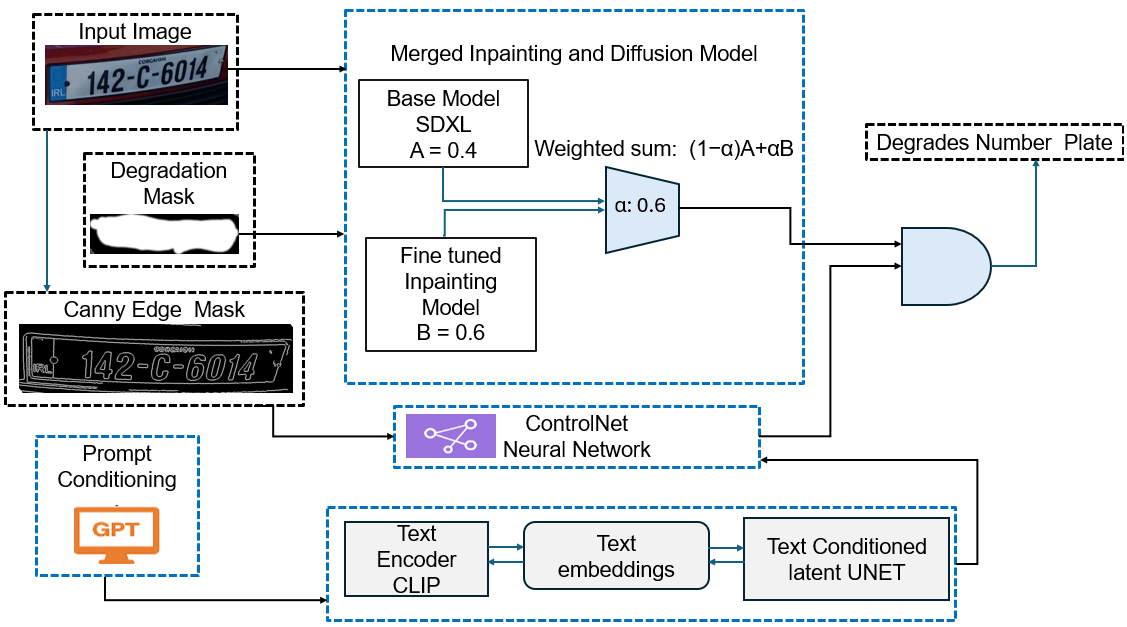 Input Image
CORCAIGH
142-C-6014
IRL
Degradation
Mask
Canny Edge Mask
CORCAIGH
142-C-6014
IRL
Prompt
Conditioning
GPT
Merged Inpainting and Diffusion Model
Base Model
SDXL
A = 0.4
Weighted sum: (1−α)A+αB
α: 0.6
Fine tuned
Inpainting
Model
B = 0.6
Degrades Number Plate
ControlNet
Neural Network
Text
Encoder
CLIP
Text
embeddings
Text Conditioned
latent UNET